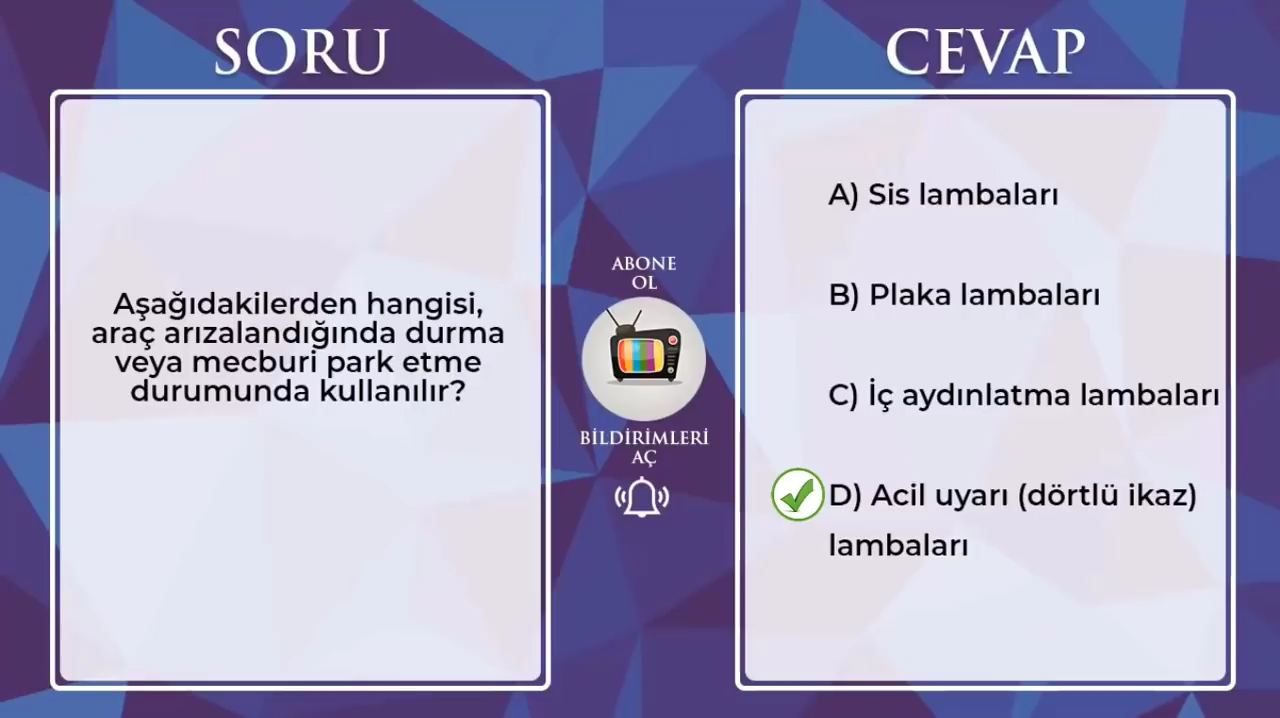 SORU
Aşağıdakilerden hangisi,
araç arızalandığında durma
veya mecburi park etme
durumunda kullanılır?
ABONE
OL
BİLDİRİMLERİ
AÇ
CEVAP
A) Sis lambaları
B) Plaka lambaları
C) İç aydınlatma lambaları
D) Acil uyarı (dörtlü ikaz)
lambaları